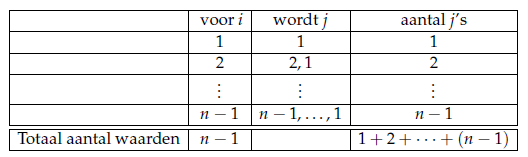 voor i wordt j aantal j's
1 1 1
2 2, 1 2
⋮ ⋮ ⋮
n − 1 n − 1, . . . , 1 n − 1
Totaal aantal waarden n − 1 1 + 2 + · · · + (n − 1)